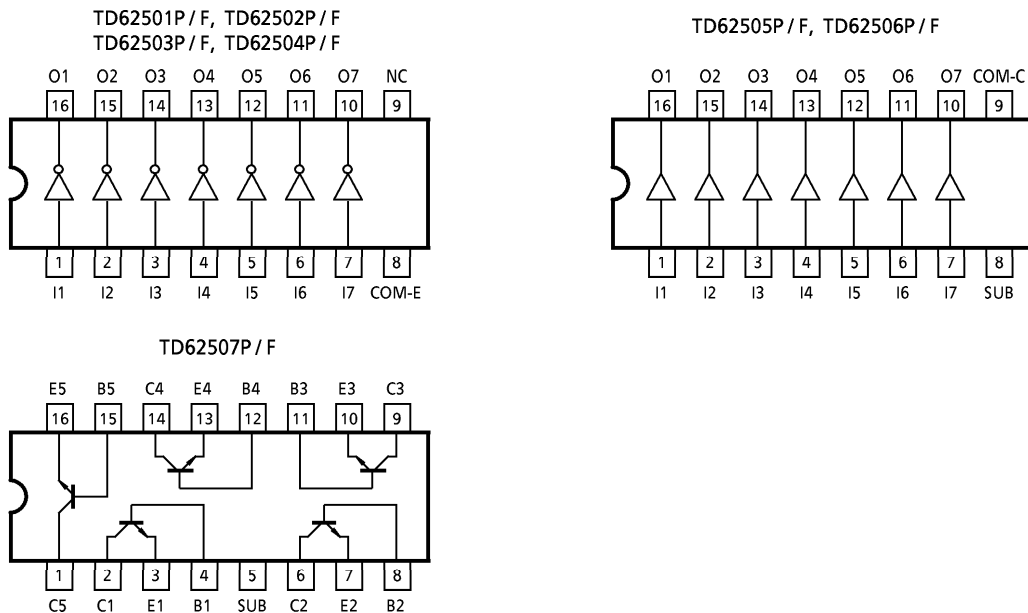 TD62501P / F, TD62502P / F
TD62503P / F, TD62504P / F
O1 O2 O3 O4 O5 O6 O7 NC
16 15 14 13 12 11 10 9
1 2 3 4 5 6 7 8
I1 I2 I3 I4 I5 I6 I7 COM-E
TD62505P / F, TD62506P / F
O1 O2 O3 O4 O5 O6 O7 COM-C
16 15 14 13 12 11 10 9
1 2 3 4 5 6 7 8
I1 I2 I3 I4 I5 I6 I7 SUB
TD62507P / F
E5 B5 C4 E4 B4 B3 E3 C3
16 15 14 13 12 11 10 9
1 2 3 4 5 6 7 8
C5 C1 E1 B1 SUB C2 E2 B2